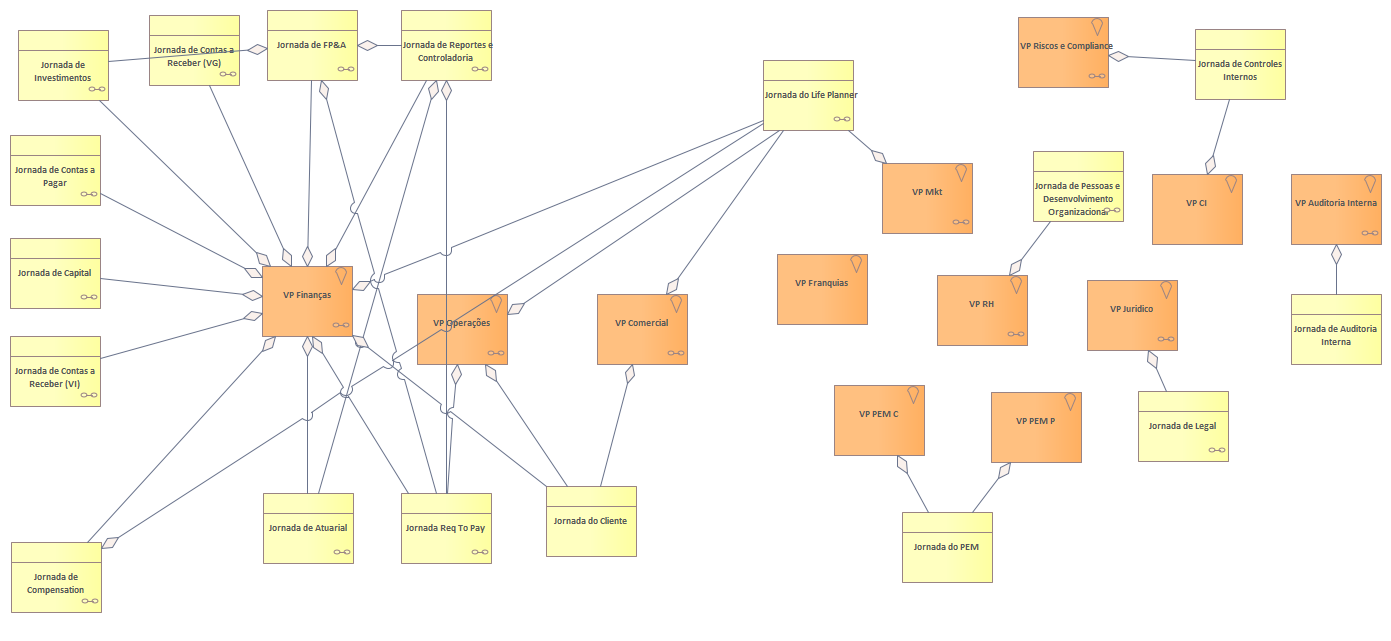 Jornada de
Investimentos
Jornada de Contas a
Receber (VG)
Jornada de FP&A
Jornada de Reportes e
Controladoria
Jornada do Life Planner
VP Riscos e Compliance
Jornada de Controles
Internos
Jornada de Contas a
Pagar
VP Mkt
Jornada de Pessoas e
Desenvolvimento
Organizacional
VP CI
VP Auditoria Interna
Jornada de Capital
VP Finanças
VP Operações
VP Comercial
VP Franquias
VP RH
VP Jurídico
Jornada de Auditoria
Interna
Jornada de Contas a
Receber (VI)
VP PEM C
VP PEM P
Jornada de Legal
Jornada de Atuarial
Jornada Req To Pay
Jornada do Cliente
Jornada do PEM
Jornada de
Compensation